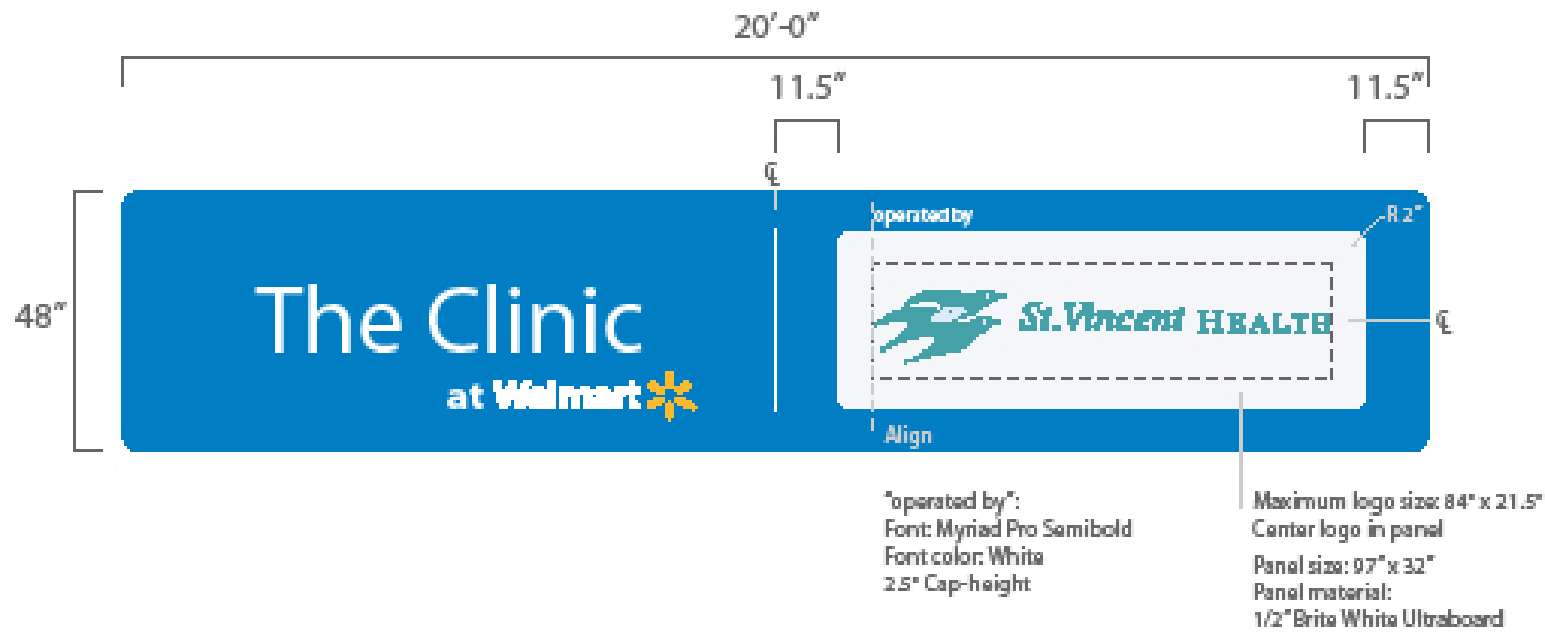 20’-0”
11.5”
11.5”
℄
operated by
R 2”
48”
The Clinic
St.Vincent HEALTH
℄
at Walmart
Align
"operated by":
Font: Myriad Pro Semibold
Font color: White
2.5" Cap-height
Maximum logo size: 84" x 21.5"
Center logo in panel
Panel size: 97" x 32"
Panel material:
1/2" Brite White Ultraboard